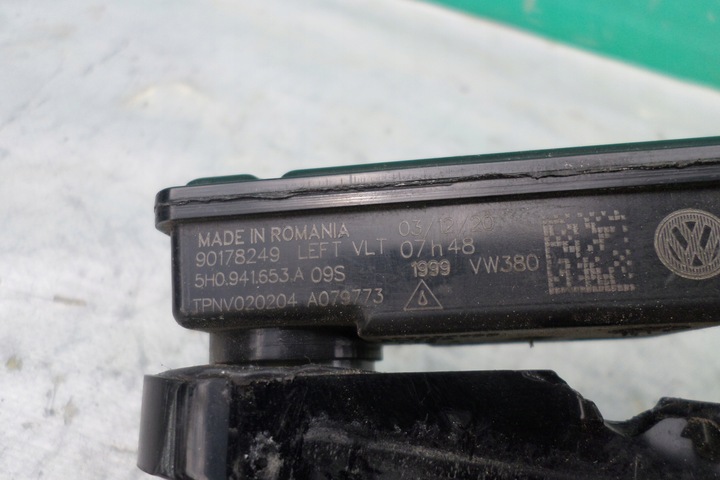 MADE IN ROMANIA
90178249 LEFT VLT 07h48
5H0.941.653.A 09S 1999 VW380
TPNV020204 A079773